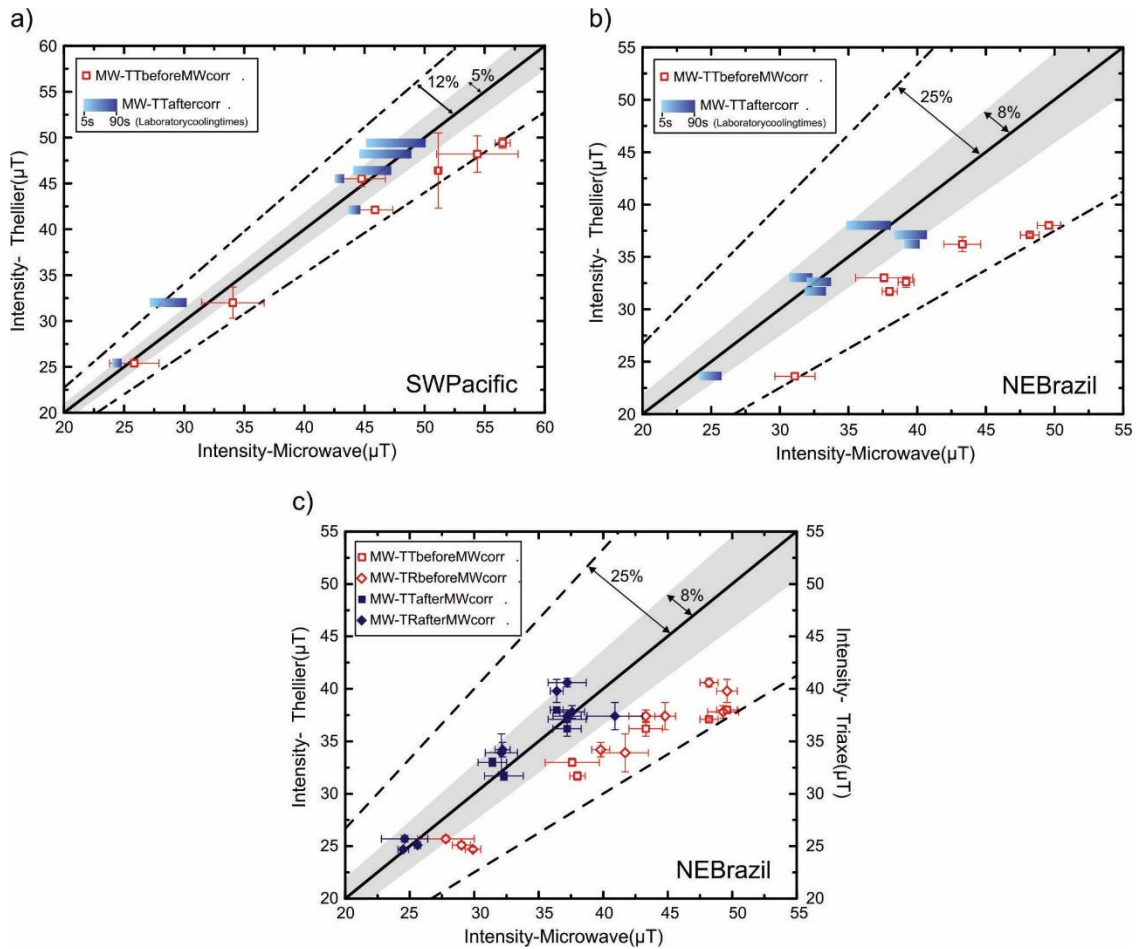 a)
60
55
50
45
40
35
30
25
20
Intensity- Thellier(µT)
MW-TTbeforeMWcorr .
MW-TTaftercorr .
5s 90s (Laboratorycoolingtimes)
12%
5%
SWPacific
20 25 30 35 40 45 50 55 60
Intensity-Microwave(µT)
b)
55
50
45
40
35
30
25
20
Intensity- Thellier(µT)
MW-TTbeforeMWcorr .
MW-TTaftercorr .
5s 90s (Laboratorycoolingtimes)
25%
8%
NEBrazil
20 25 30 35 40 45 50 55
Intensity-Microwave(µT)
c)
55
50
45
40
35
30
25
20
Intensity- Thellier(µT)
MW-TTbeforeMWcorr .
MW-TRbeforeMWcorr .
MW-TTafterMWcorr .
MW-TRafterMWcorr .
25%
8%
NEBrazil
55
50
45
40
35
30
25
20
Intensity- Triaxe(µT)
20 25 30 35 40 45 50 55
Intensity-Microwave(µT)